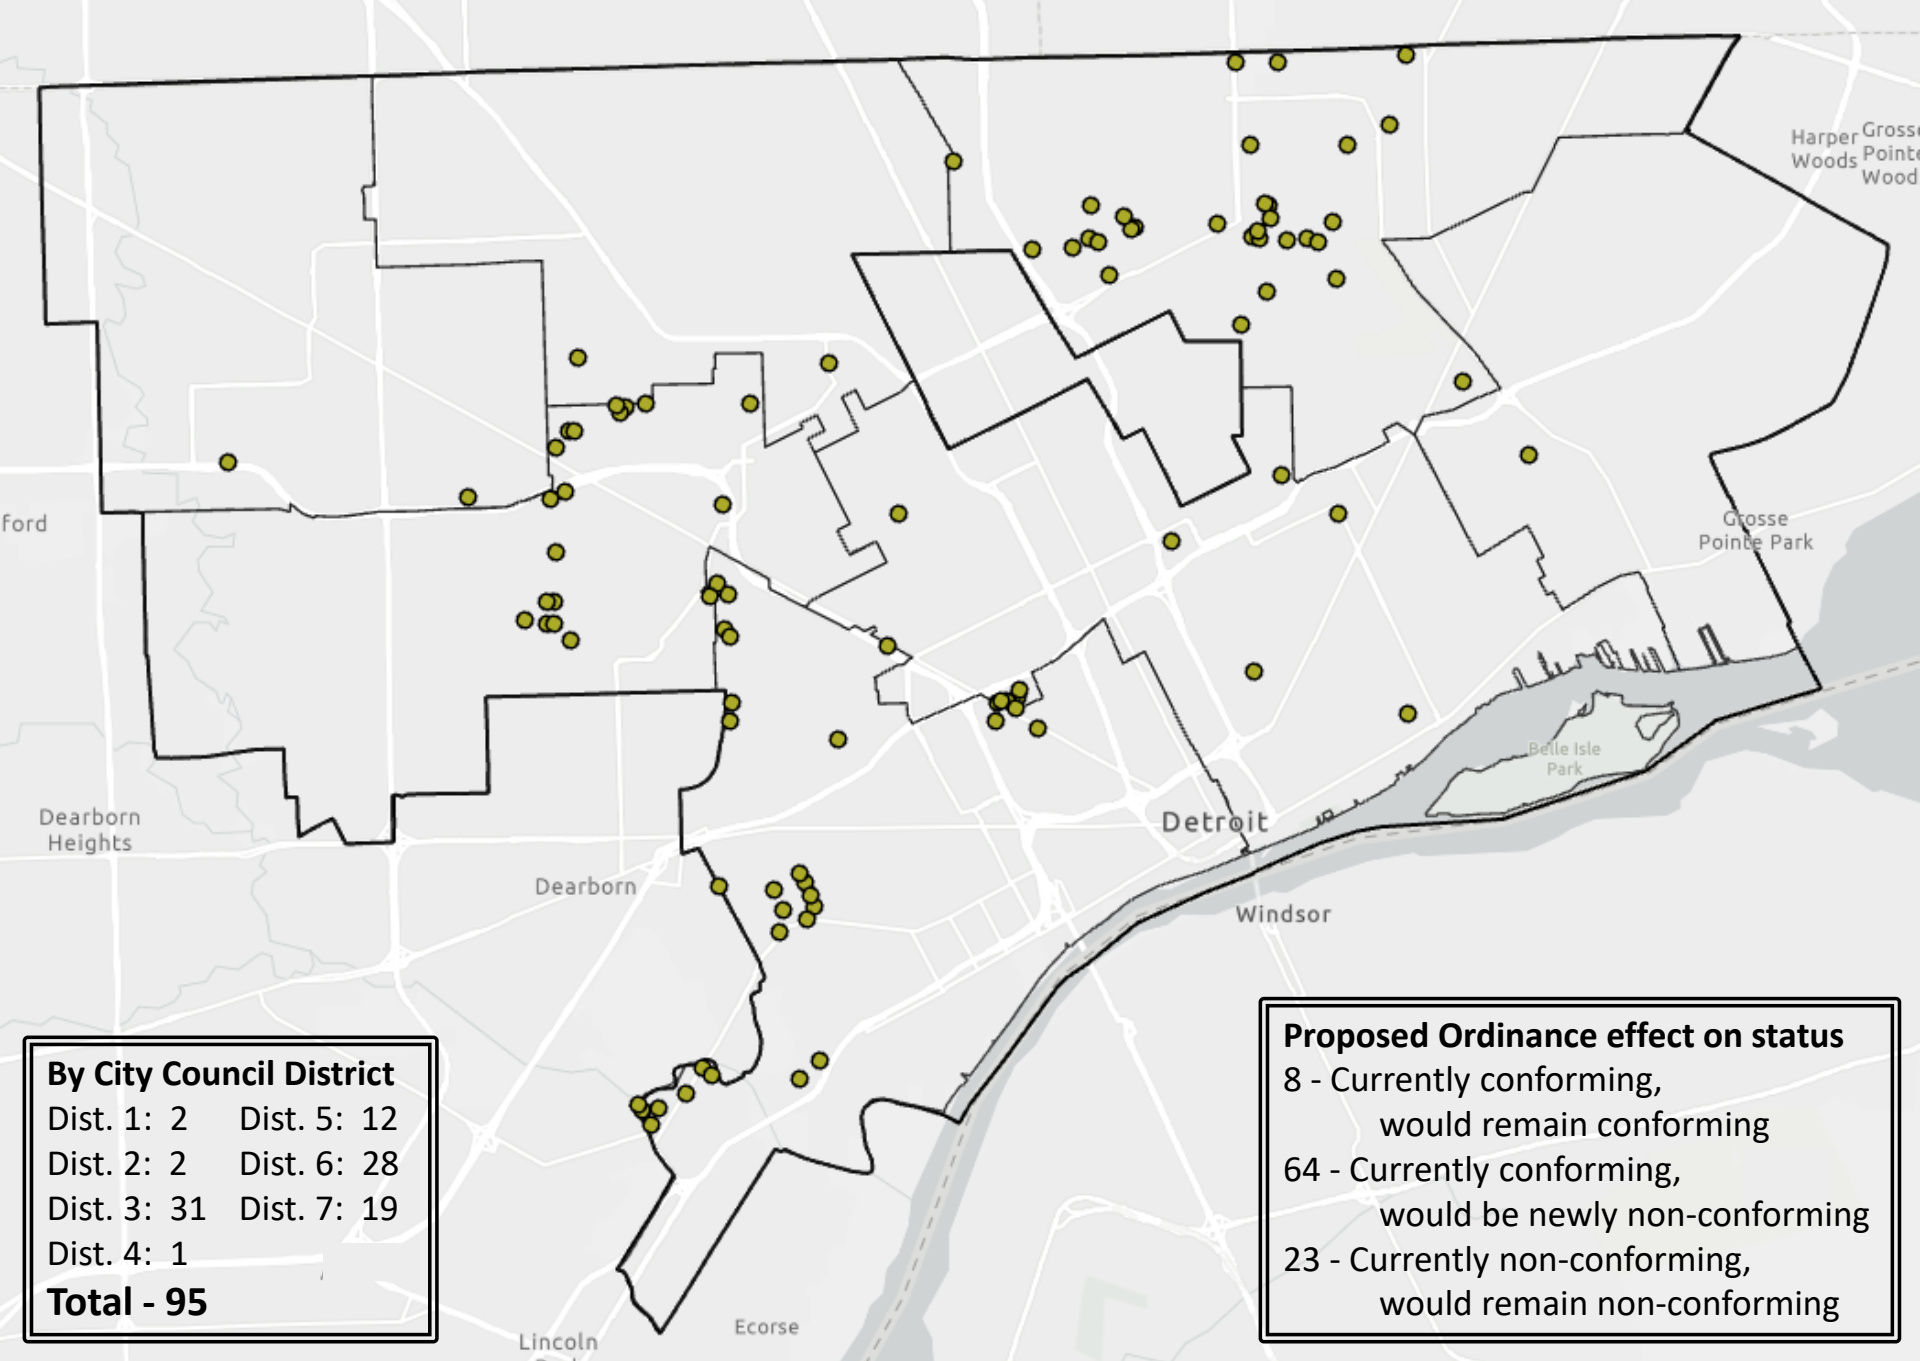 Harper
Woods
Grosse
Pointe
Wood
ford
Grosse
Pointe Park
Belle Isle
Park
Dearborn
Heights
Detroit
Dearborn
Windsor
By City Council District
Dist. 1: 2 Dist. 5: 12
Dist. 2: 2 Dist. 6: 28
Dist. 3: 31 Dist. 7: 19
Dist. 4: 1
Total - 95
Proposed Ordinance effect on status
8 - Currently conforming,
would remain conforming
64 - Currently conforming,
would be newly non-conforming
23 - Currently non-conforming,
would remain non-conforming
Ecorse
Lincoln